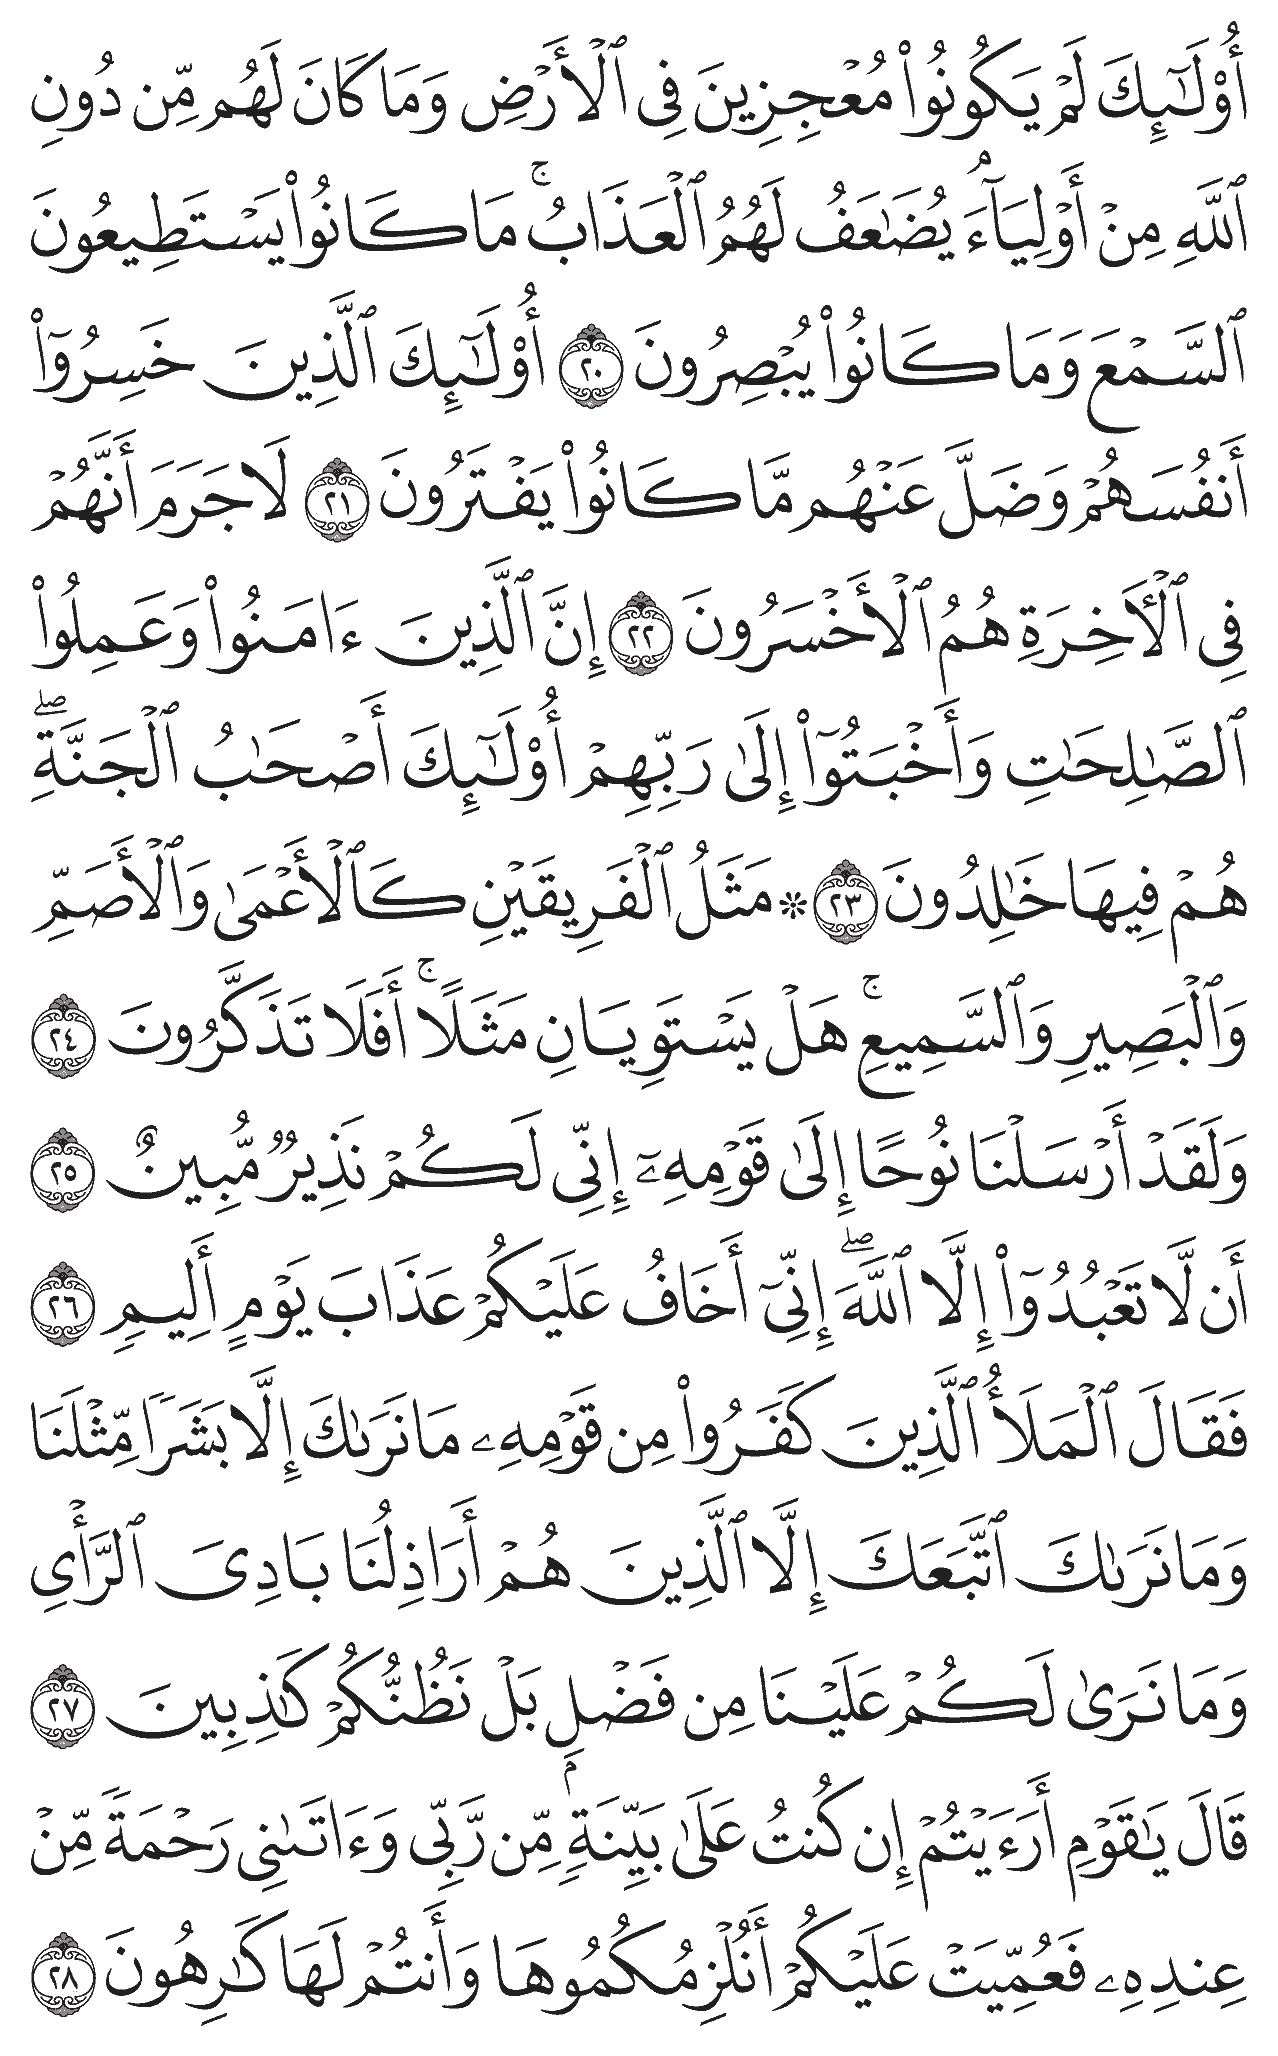 أُوْلَٰٓئِكَ لَمْ يَكُونُواْ مُعْجِزِينَ فِى ٱلْأَرْضِ وَمَا كَانَ لَهُم مِّن دُونِ
ٱللَّهِ مِنْ أَوْلِيَآءَۘ يُضَٰعَفُ لَهُمُ ٱلْعَذَابُۚ مَا كَانُواْ يَسْتَطِيعُونَ
ٱلسَّمْعَ وَمَا كَانُواْ يُبْصِرُونَ ٢٠ أُوْلَٰٓئِكَ ٱلَّذِينَ خَسِرُوٓاْ
أَنفُسَهُمْ وَضَلَّ عَنْهُم مَّا كَانُواْ يَفْتَرُونَ ٢١ لَا جَرَمَ أَنَّهُمْ
فِى ٱلْأٓخِرَةِ هُمُ ٱلْأَخْسَرُونَ ٢٢ إِنَّ ٱلَّذِينَ ءَامَنُواْ وَعَمِلُواْ
ٱلصَّٰلِحَٰتِ وَأَخْبَتُوٓاْ إِلَىٰ رَبِّهِمْ أُوْلَٰٓئِكَ أَصْحَٰبُ ٱلْجَنَّةِۖ
هُمْ فِيهَا خَٰلِدُونَ ٢٣ ۞ مَثَلُ ٱلْفَرِيقَيْنِ كَٱلْأَعْمَىٰ وَٱلْأَصَمِّ
وَٱلْبَصِيرِ وَٱلسَّمِيعِۚ هَلْ يَسْتَوِيَانِ مَثَلًاۚ أَفَلَا تَذَكَّرُونَ ٢٤
وَلَقَدْ أَرْسَلْنَا نُوحًا إِلَىٰ قَوْمِهِۦٓ إِنِّى لَكُمْ نَذِيرٌ مُّبِينٌ ٢٥
أَن لَّا تَعْبُدُوٓاْ إِلَّا ٱللَّهَۖ إِنِّىٓ أَخَافُ عَلَيْكُمْ عَذَابَ يَوْمٍ أَلِيمٍ ٢٦
فَقَالَ ٱلْمَلَأُ ٱلَّذِينَ كَفَرُواْ مِن قَوْمِهِۦ مَا نَرَىٰكَ إِلَّا بَشَرًا مِّثْلَنَا
وَمَا نَرَىٰكَ ٱتَّبَعَكَ إِلَّا ٱلَّذِينَ هُمْ أَرَاذِلُنَا بَادِىَ ٱلرَّأْىِ
وَمَا نَرَىٰ لَكُمْ عَلَيْنَا مِن فَضْلٍۭ بَلْ نَظُنُّكُمْ كَٰذِبِينَ ٢٧
قَالَ يَٰقَوْمِ أَرَءَيْتُمْ إِن كُنتُ عَلَىٰ بَيِّنَةٍ مِّن رَّبِّى وَءَاتَىٰنِى رَحْمَةً مِّنْ
عِندِهِۦ فَعُمِّيَتْ عَلَيْكُمْ أَنُلْزِمُكُمُوهَا وَأَنتُمْ لَهَا كَٰرِهُونَ ٢٨